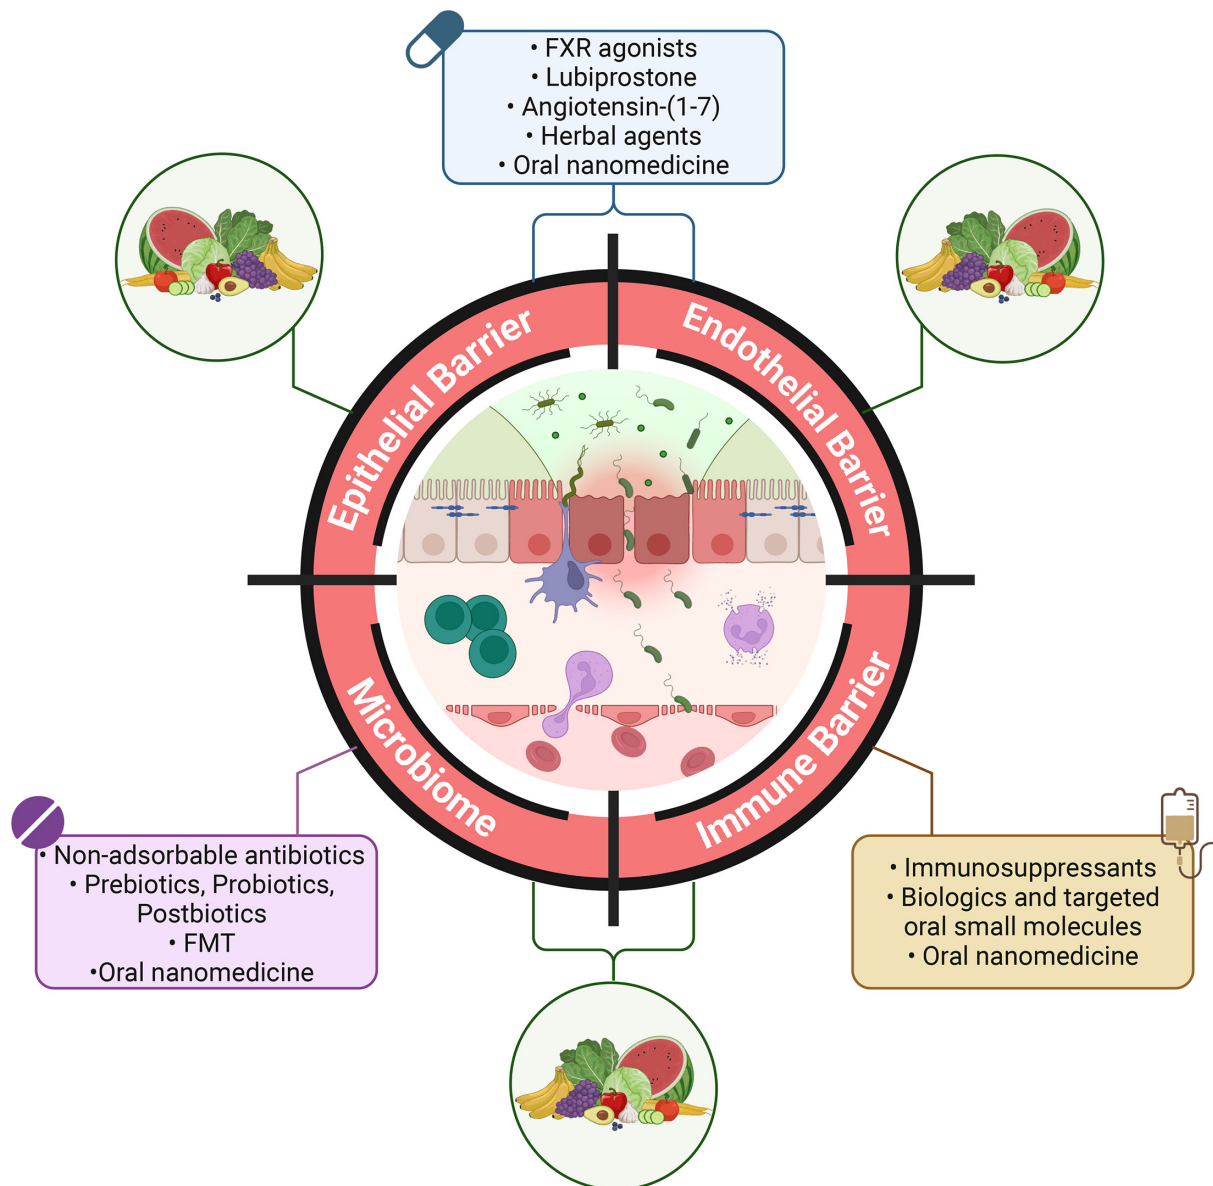 • FXR agonists
• Lubiprostone
• Angiotensin-(1-7)
• Herbal agents
• Oral nanomedicine
Epithelial Barrier
Endothelial Barrier
Microbiome
Immune Barrier
• Non-adsorbable antibiotics
• Prebiotics, Probiotics,
Postbiotics
• FMT
•Oral nanomedicine
• Immunosuppressants
• Biologics and targeted
oral small molecules
• Oral nanomedicine